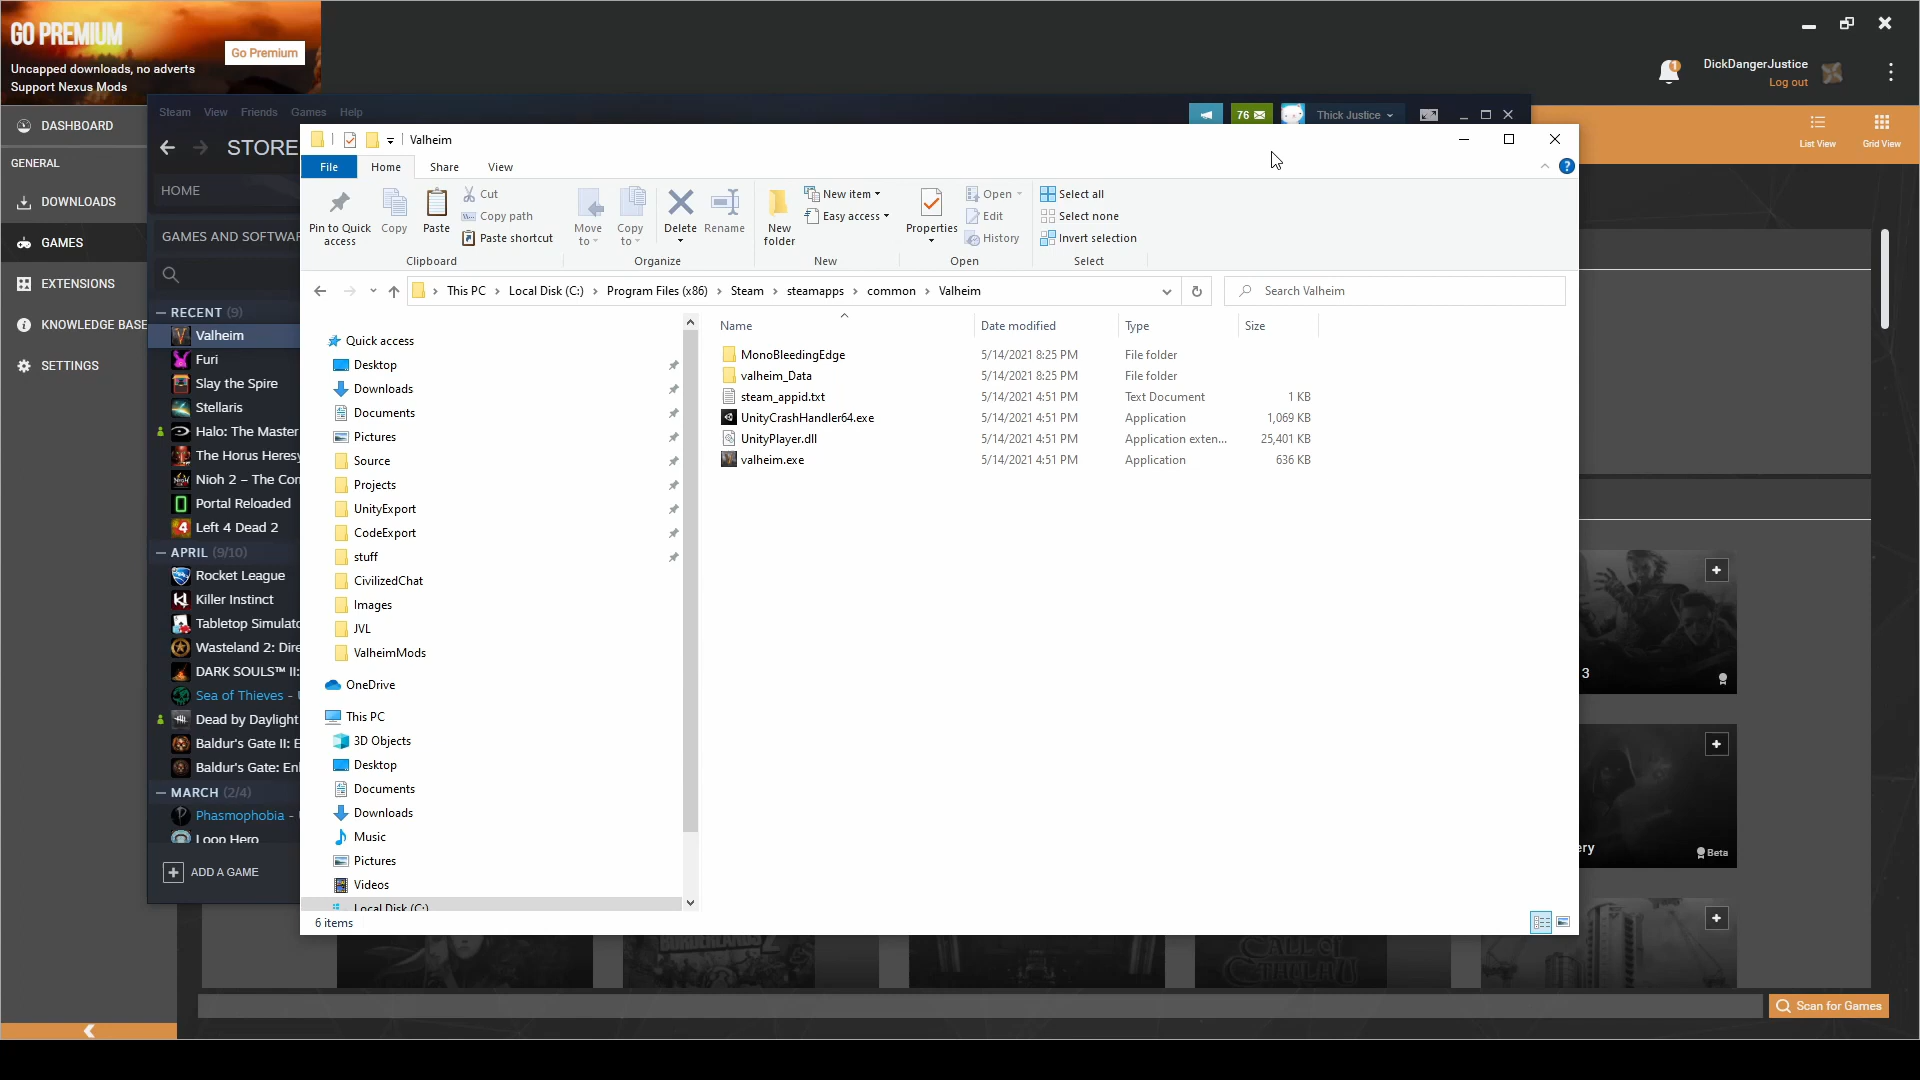 GO PREMIUM
Go Premium
Uncapped downloads, no adverts
Support Nexus Mods
1
DickDangerJustice
Log out
List View
Grid View
DASHBOARD
GENERAL
DOWNLOADS
GAMES
EXTENSIONS
KNOWLEDGE BASE
SETTINGS
Steam View Friends Games Help
76
Thick Justice
STORE
HOME
GAMES AND SOFTWAR
RECENT (9)
Valheim
Furi
Slay the Spire
Stellaris
Halo: The Master
The Horus Heresy
Nioh 2 – The Con
Portal Reloaded
Left 4 Dead 2
APRIL (9/10)
Rocket League
Killer Instinct
Tabletop Simulato
Wasteland 2: Dire
DARK SOULS™ II:
Sea of Thieves -
Dead by Daylight
Baldur's Gate II: E
Baldur's Gate: Enl
MARCH (2/4)
Phasmophobia -
Loop Hero
ADD A GAME
Valheim
File Home Share View
Pin to Quick access
Copy
Paste
Cut
Copy path
Paste shortcut
Clipboard
Move to
Copy to
Delete
Rename
Organize
New folder
New item
Easy access
New
Properties
Open
Edit
History
Open
Select all
Select none
Invert selection
Select
This PC Local Disk (C:) Program Files (x86) Steam steamapps common Valheim
Search Valheim
Quick access
Desktop
Downloads
Documents
Pictures
Source
Projects
UnityExport
CodeExport
stuff
CivilizedChat
Images
JVL
ValheimMods
OneDrive
This PC
3D Objects
Desktop
Documents
Downloads
Music
Pictures
Videos
Local Disk (C:)
Name Date modified Type Size
MonoBleedingEdge 5/14/2021 8:25 PM File folder
valheim_Data 5/14/2021 8:25 PM File folder
steam_appid.txt 5/14/2021 4:51 PM Text Document 1 KB
UnityCrashHandler64.exe 5/14/2021 4:51 PM Application 1,069 KB
UnityPlayer.dll 5/14/2021 4:51 PM Application exten... 25,401 KB
valheim.exe 5/14/2021 4:51 PM Application 636 KB
6 items
3
ery
Beta
BORDERLANDS 2
CALL OF
CTHULHU
Scan for Games